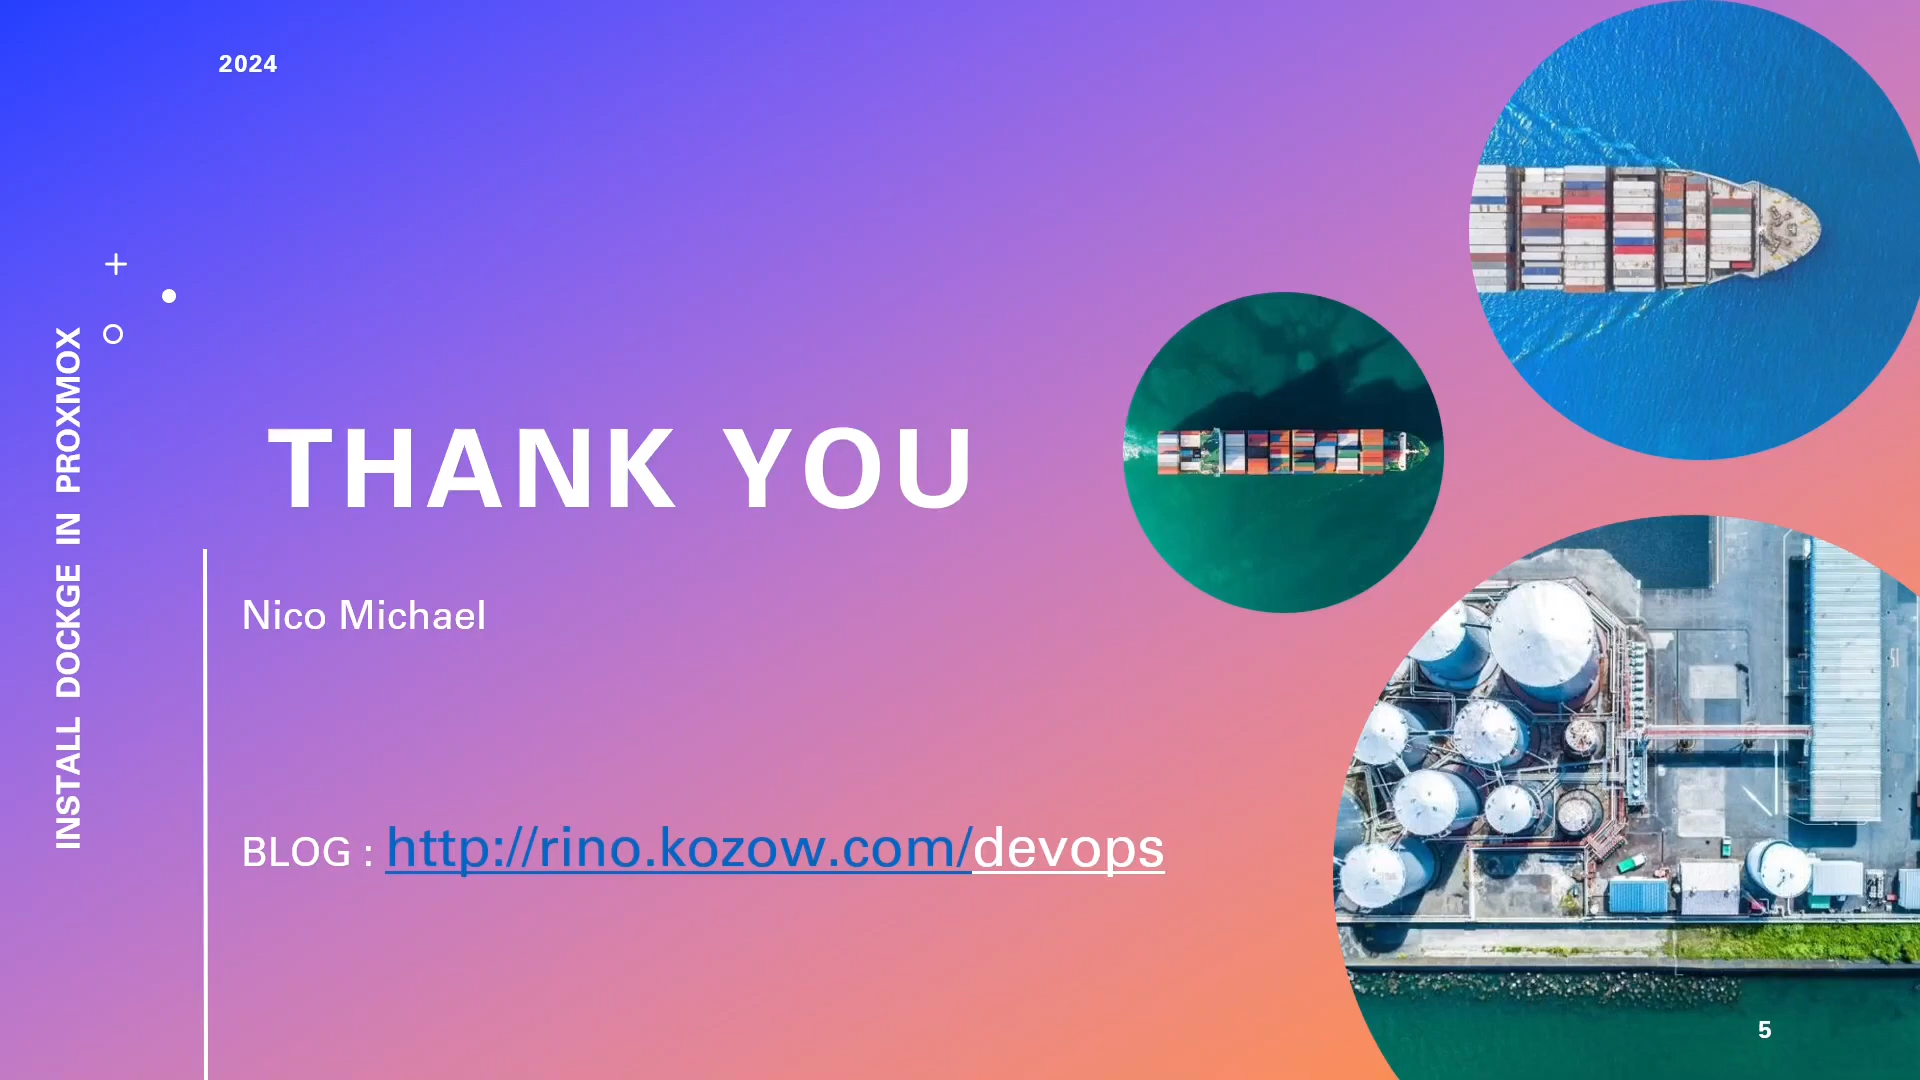 2024
INSTALL DOCKGE IN PROXMOX
THANK YOU
Nico Michael
BLOG : http://rino.kozow.com/devops
5